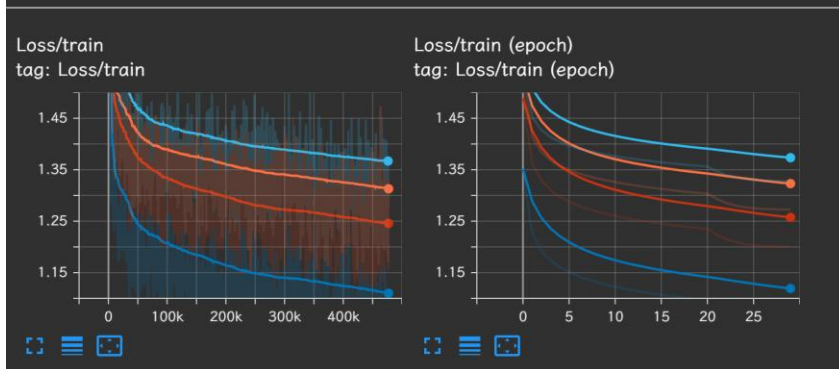 Loss/train
tag: Loss/train
1.45
1.35
1.25
1.15
0 100k 200k 300k 400k
Loss/train (epoch)
tag: Loss/train (epoch)
1.45
1.35
1.25
1.15
0 5 10 15 20 25